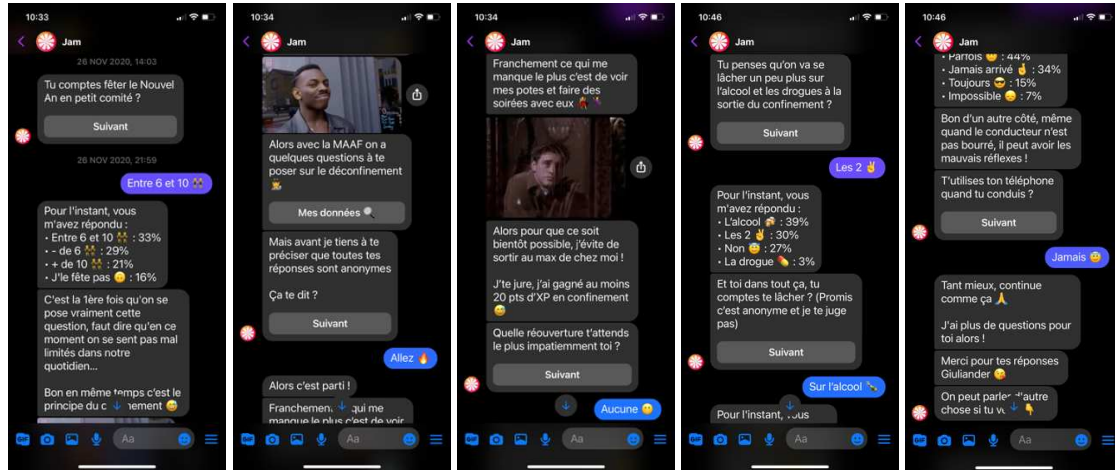 10:33
Jam
26 NOV 2020, 14:03
Tu comptes fêter le Nouvel
An en petit comité ?
Suivant
26 NOV 2020, 21:59
Entre 6 et 10 👯
Pour l'instant, vous
m'avez répondu :
• Entre 6 et 10 👯 : 33%
• - de 6 👯 : 29%
• + de 10 👯 : 21%
• J'le fête pas 🙃 : 16%
C'est la 1ère fois qu'on se
pose vraiment cette
question, faut dire qu'en ce
moment on se sent pas mal
limités dans notre
quotidien...
Bon en même temps c'est le
principe du
Aa
10:34
Jam
Alors avec la MAAF on a
quelques questions à te
poser sur le déconfinement
Mes données 🔍
Mais avant je tiens à te
préciser que toutes tes
réponses sont anonymes
Ça te dit ?
Suivant
Allez 🔥
Alors c'est parti !
qui me
manque le plus c'est de voir
Aa
10:34
Jam
Franchement ce qui me
manque le plus c'est de voir
mes potes et faire des
soirées avec eux 💃🕺
Alors pour que ce soit
bientôt possible, j'évite de
sortir au max de chez moi !
J'te jure, j'ai gagné au moins
20 pts d'XP en confinement
😅
Quelle réouverture t'attends
le plus impatiemment toi ?
Suivant
Aucune 🙃
Aa
10:46
Jam
Tu penses qu'on va se
lâcher un peu plus sur
l'alcool et les drogues à la
sortie du confinement ?
Suivant
Les 2 ✌
Pour l'instant, vous
m'avez répondu :
• L'alcool 🍻 : 39%
• Les 2 ✌ : 30%
• Non 😇 : 27%
• La drogue 💊 : 3%
Et toi dans tout ça, tu
comptes te lâcher ? (Promis
c'est anonyme et je te juge
pas)
Suivant
Sur l'alcool 🍾
Pour l'instant,
Aa
10:46
Jam
• Parfois 😕 : 44%
• Jamais arrivé ☝ : 34%
• Toujours 😎 : 15%
• Impossible 😞 : 7%
Bon d'un autre côté, même
quand le conducteur n'est
pas bourré, il peut avoir les
mauvais réflexes !
T'utilises ton téléphone
quand tu conduis ?
Suivant
Jamais 😇
Tant mieux, continue
comme ça 🙏
J'ai plus de questions pour
toi alors !
Merci pour tes réponses
Giuliander 😘
On peut parler d'autre
chose si tu 👇
Aa